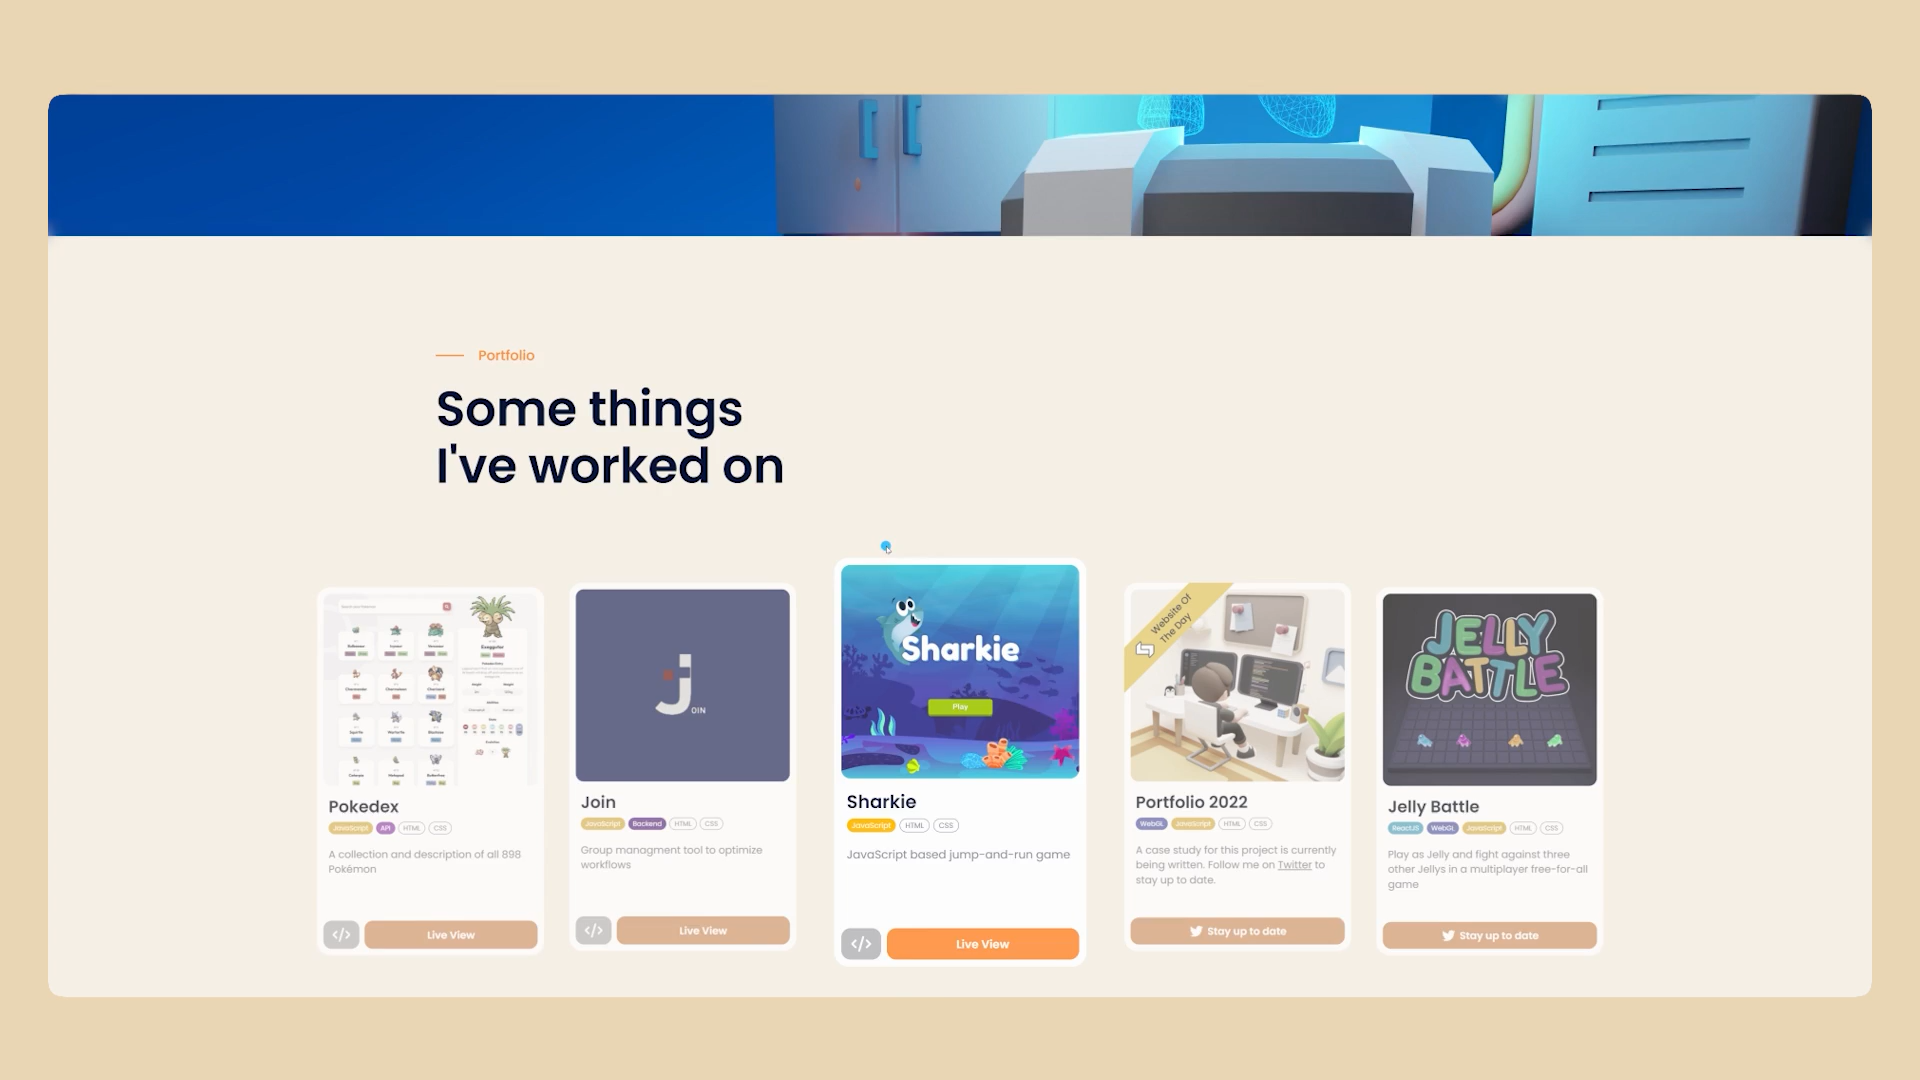 Portfolio
Some things
I've worked on
Search your Pokemon
Exeggutor
Pokedex
JavaScript API HTML CSS
A collection and description of all 898
Pokémon
</> Live View
J
OIN
Join
JavaScript Backend HTML CSS
Group managment tool to optimize
workflows
</> Live View
Sharkie
Play
Sharkie
JavaScript HTML CSS
JavaScript based jump-and-run game
</> Live View
Website Of
The Day
Portfolio 2022
WebGL JavaScript HTML CSS
A case study for this project is currently
being written. Follow me on Twitter to
stay up to date.
Stay up to date
JELLY
BATTLE
Jelly Battle
ReactJS WebGL JavaScript HTML CSS
Play as Jelly and fight against three
other Jellys in a multiplayer free-for-all
game
Stay up to date